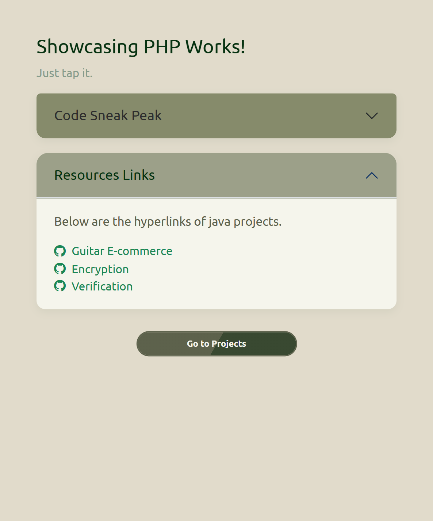 Showcasing PHP Works!
Just tap it.
Code Sneak Peak
Resources Links
Below are the hyperlinks of java projects.
Guitar E-commerce
Encryption
Verification
Go to Projects